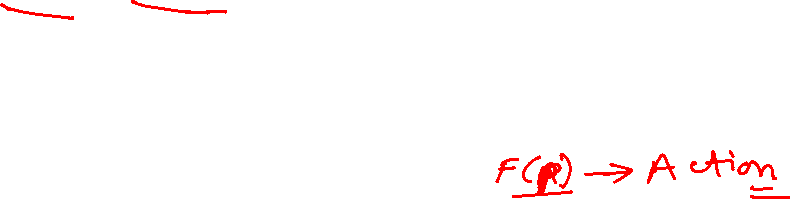 F(P) → Action